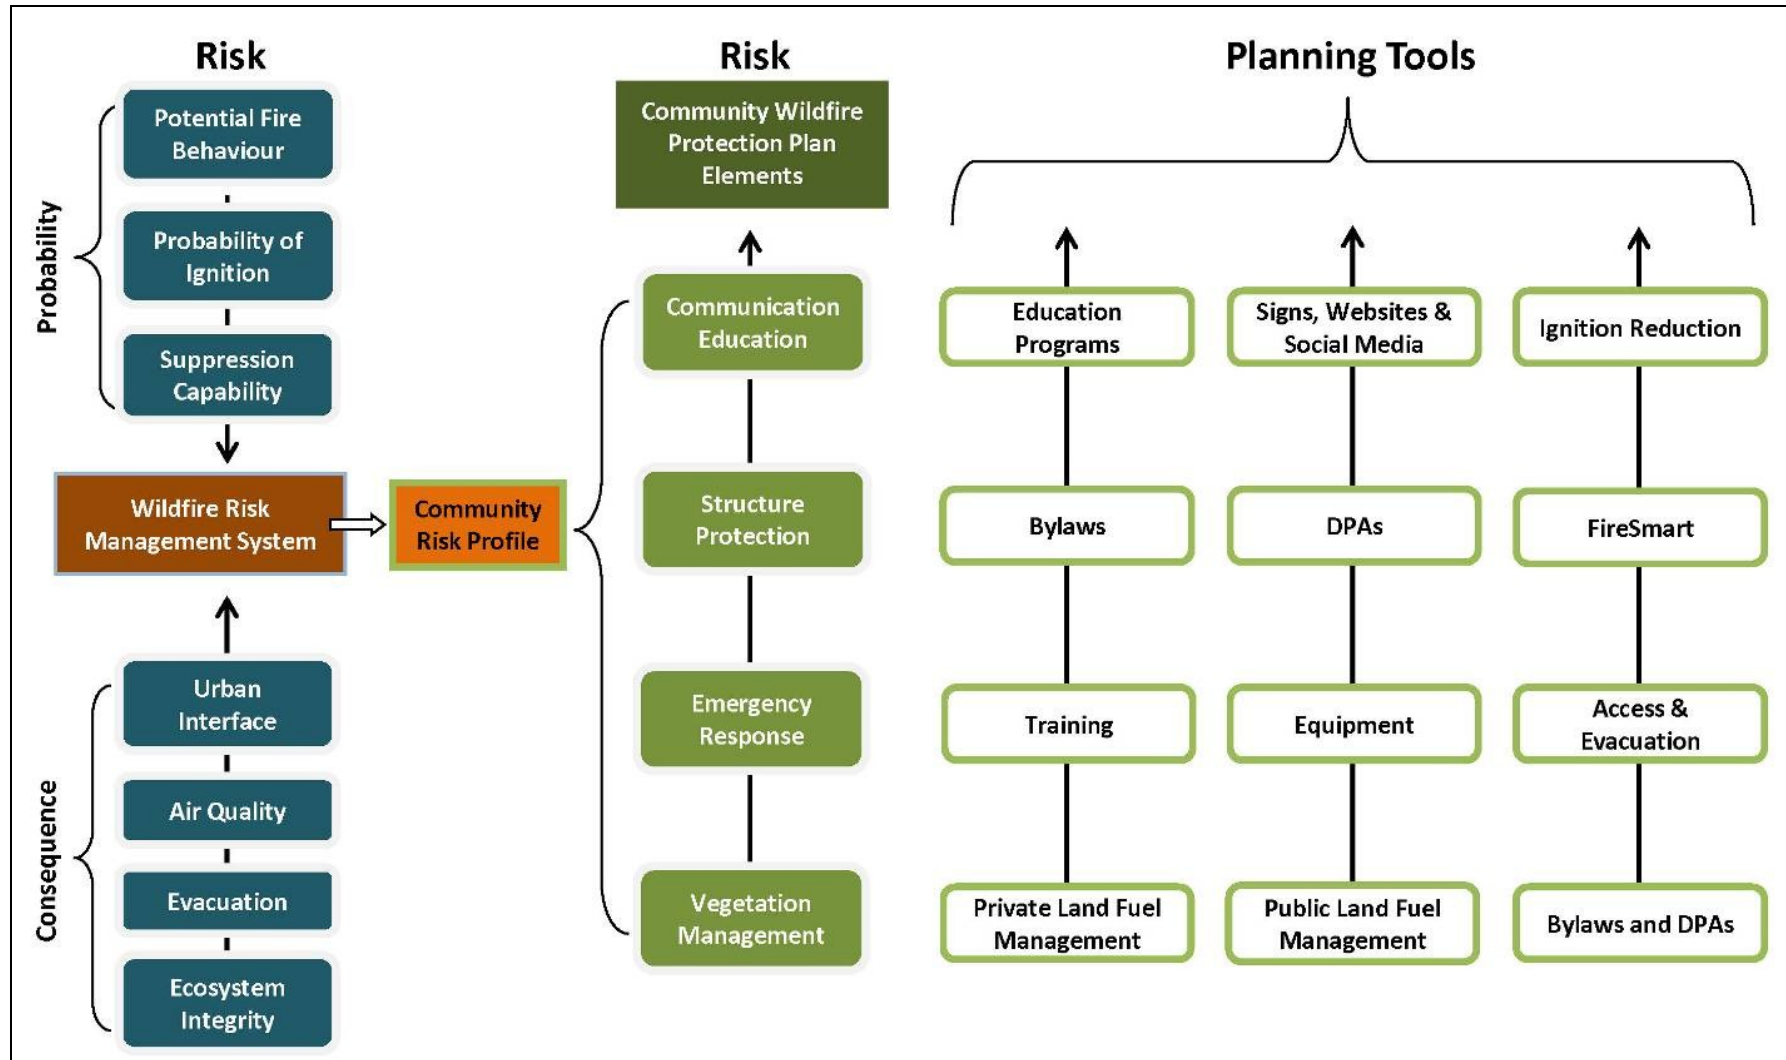 Risk
Probability
Potential Fire
Behaviour
Probability of
Ignition
Suppression
Capability
Wildfire Risk
Management System
Consequence
Urban
Interface
Air Quality
Evacuation
Ecosystem
Integrity
Community
Risk Profile
Risk
Community Wildfire
Protection Plan
Elements
Communication
Education
Structure
Protection
Emergency
Response
Vegetation
Management
Planning Tools
Education
Programs
Signs, Websites &
Social Media
Ignition Reduction
Bylaws
DPAs
FireSmart
Training
Equipment
Access &
Evacuation
Private Land Fuel
Management
Public Land Fuel
Management
Bylaws and DPAs